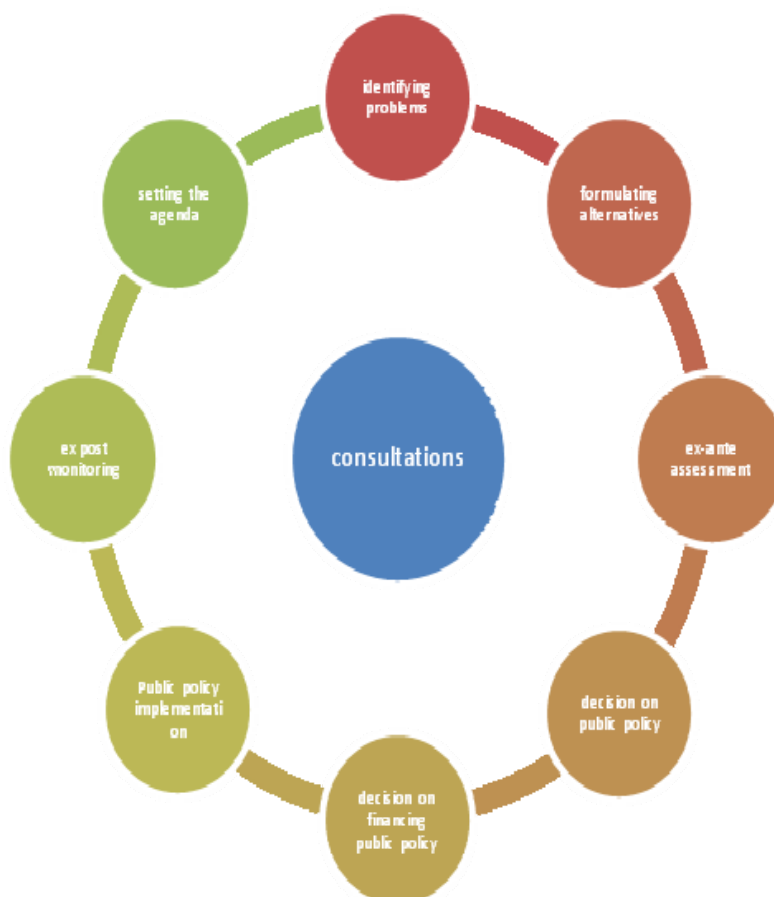 identifying
problems
formulating
alternatives
ex-ante
assessment
decision on
public policy
decision on
financing
public policy
Public policy
implementati
on
ex post
monitoring
setting the
agenda
consultations